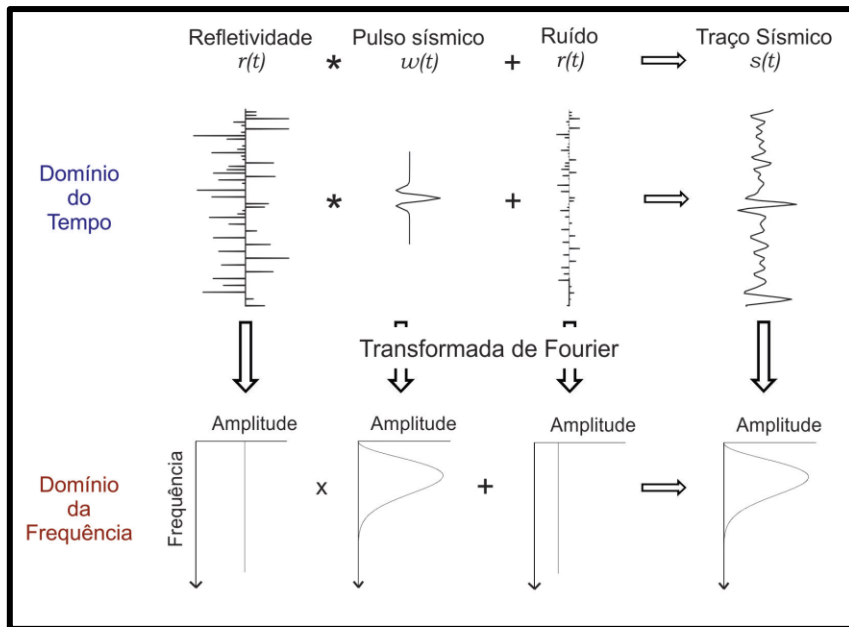 Refletividade
r(t)
*
Pulso sísmico
w(t)
+
Ruído
r(t)
Traço Sísmico
s(t)
Domínio
do
Tempo
*
+
Transformada de Fourier
Domínio
da
Frequência
Frequência
Amplitude
x
Amplitude
+
Amplitude
Amplitude